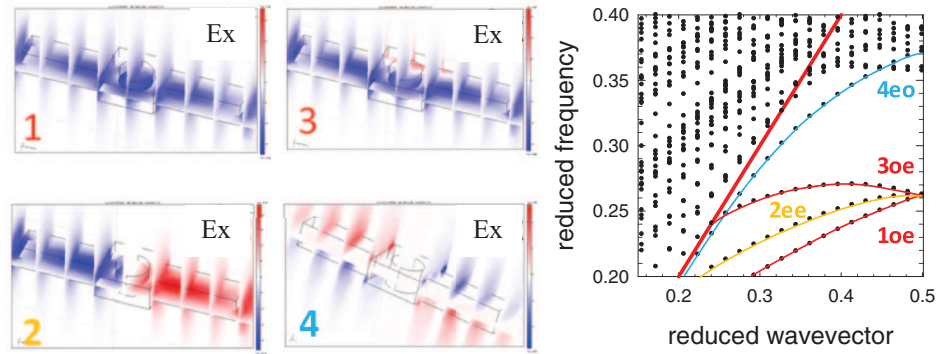 Ex
1
Ex
3
Ex
2
Ex
4
0.40
0.35
0.30
0.25
0.20
reduced frequency
4eo
3oe
2ee
1oe
0.2
0.3
0.4
0.5
reduced wavevector